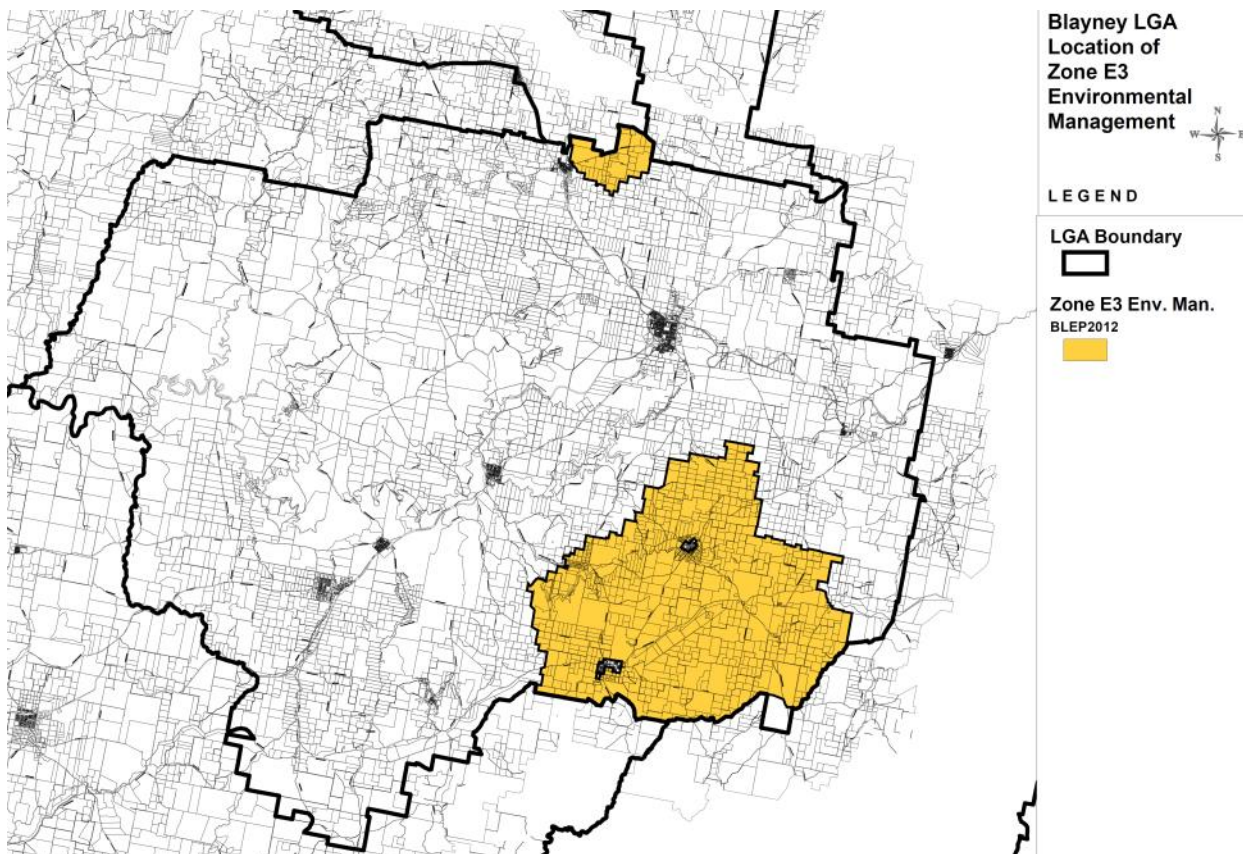 Blayney LGA
Location of
Zone E3
Environmental
Management
N
W E
S
LEGEND
LGA Boundary
Zone E3 Env. Man.
BLEP2012